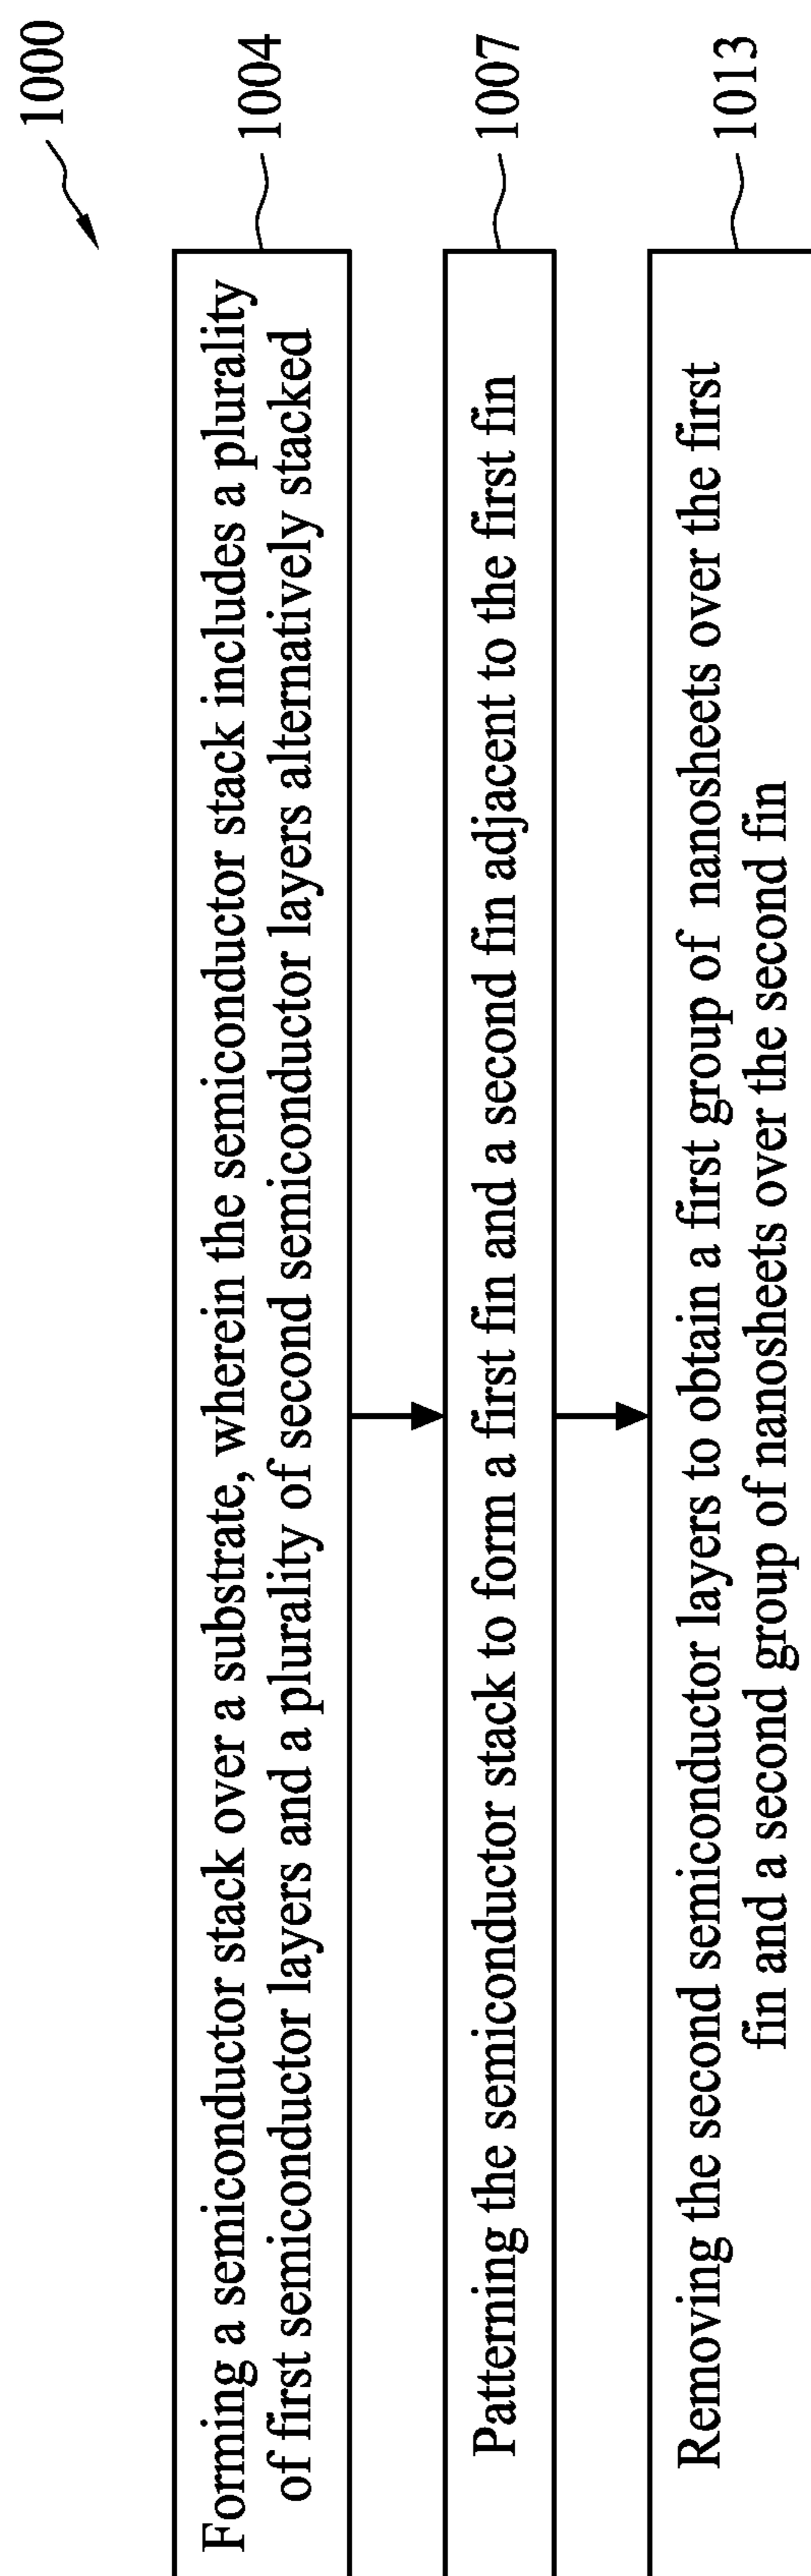 1000
Forming a semiconductor stack over a substrate, wherein the semiconductor stack includes a plurality
of first semiconductor layers and a plurality of second semiconductor layers alternatively stacked
1004
Patterning the semiconductor stack to form a first fin and a second fin adjacent to the first fin
1007
Removing the second semiconductor layers to obtain a first group of nanosheets over the first
fin and a second group of nanosheets over the second fin
1013